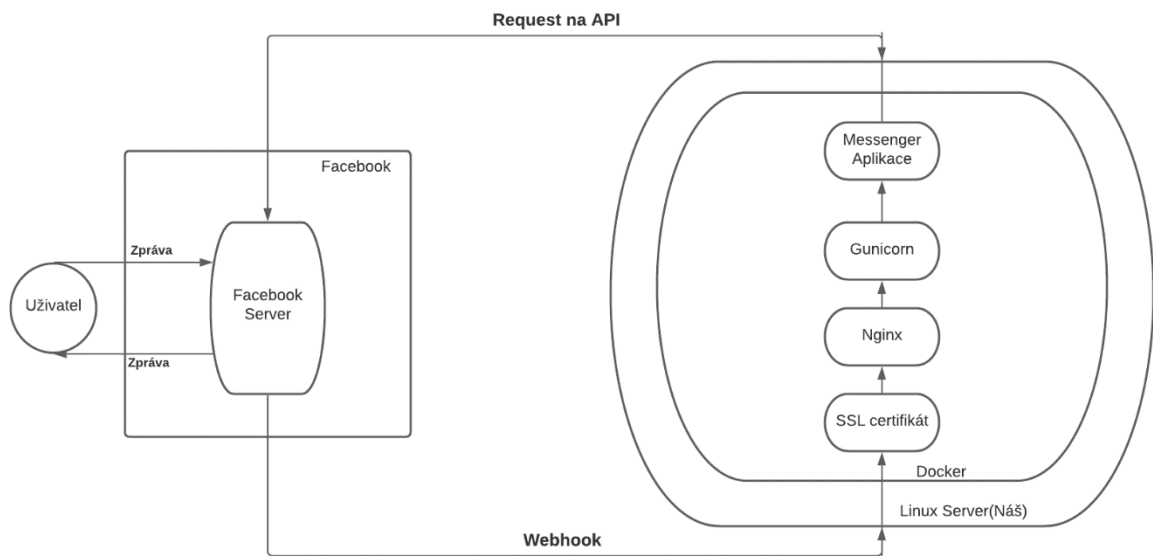 Request na API
Facebook
Messenger
Aplikace
Zpráva
Gunicorn
Uživatel
Facebook
Server
Nginx
Zpráva
SSL certifikát
Docker
Linux Server(Náš)
Webhook